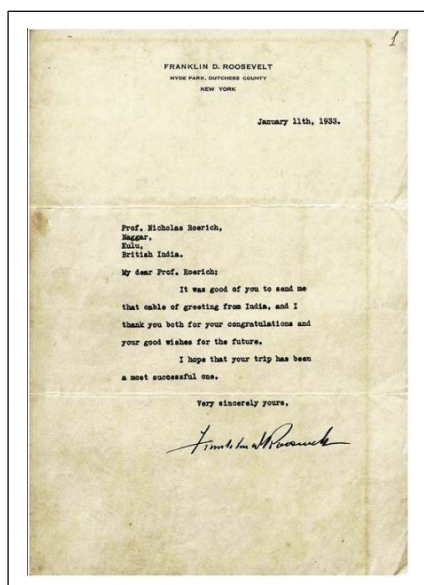 1
FRANKLIN D. ROOSEVELT
HYDE PARK, DUTCHESS COUNTY
NEW YORK
January 11th, 1933.
Prof. Nicholas Roerich,
Naggar,
Kulu,
British India.
My dear Prof. Roerich:
It was good of you to send me
that cable of greeting from India, and I
thank you both for your congratulations and
your good wishes for the future.
I hope that your trip has been
a most successful one.
Very sincerely yours,
Franklin D Roosevelt